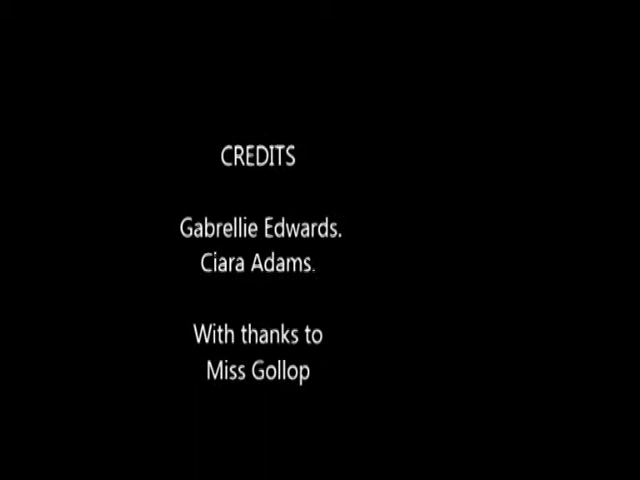 CREDITS
Gabrellie Edwards.
Ciara Adams.
With thanks to
Miss Gollop